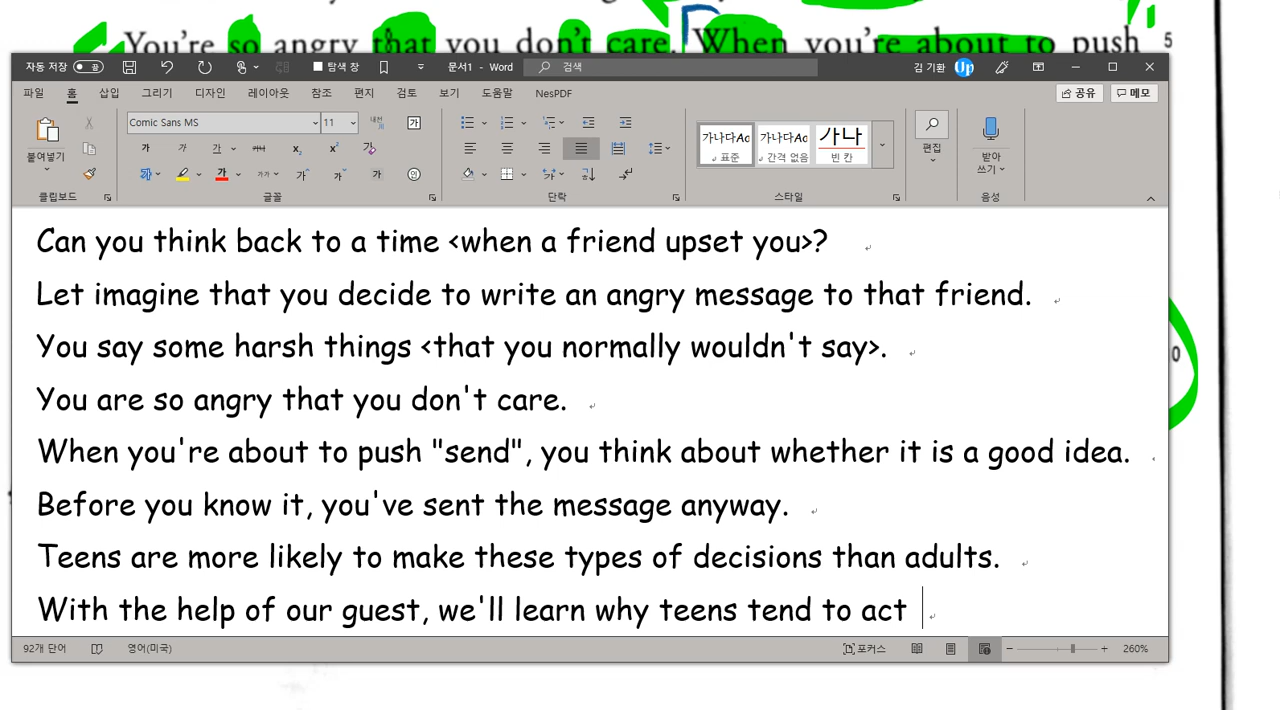 You're so angry that you don't care. When you're about to push 5
자동 저장 끔 탐색 창 문서1 - Word 검색 김 기환 Up
파일 홈 삽입 그리기 디자인 레이아웃 참조 편지 검토 보기 도움말 NesPDF 공유 메모
붙여넣기 Comic Sans MS 11 가나다Ac 표준 가나다Ac 간격 없음 가나 빈 칸 편집 받아쓰기
클립보드 글꼴 단락 스타일 음성
Can you think back to a time <when a friend upset you>?
Let imagine that you decide to write an angry message to that friend.
You say some harsh things <that you normally wouldn't say>.
You are so angry that you don't care.
When you're about to push "send", you think about whether it is a good idea.
Before you know it, you've sent the message anyway.
Teens are more likely to make these types of decisions than adults.
With the help of our guest, we'll learn why teens tend to act
92개 단어 영어(미국) 포커스 260%